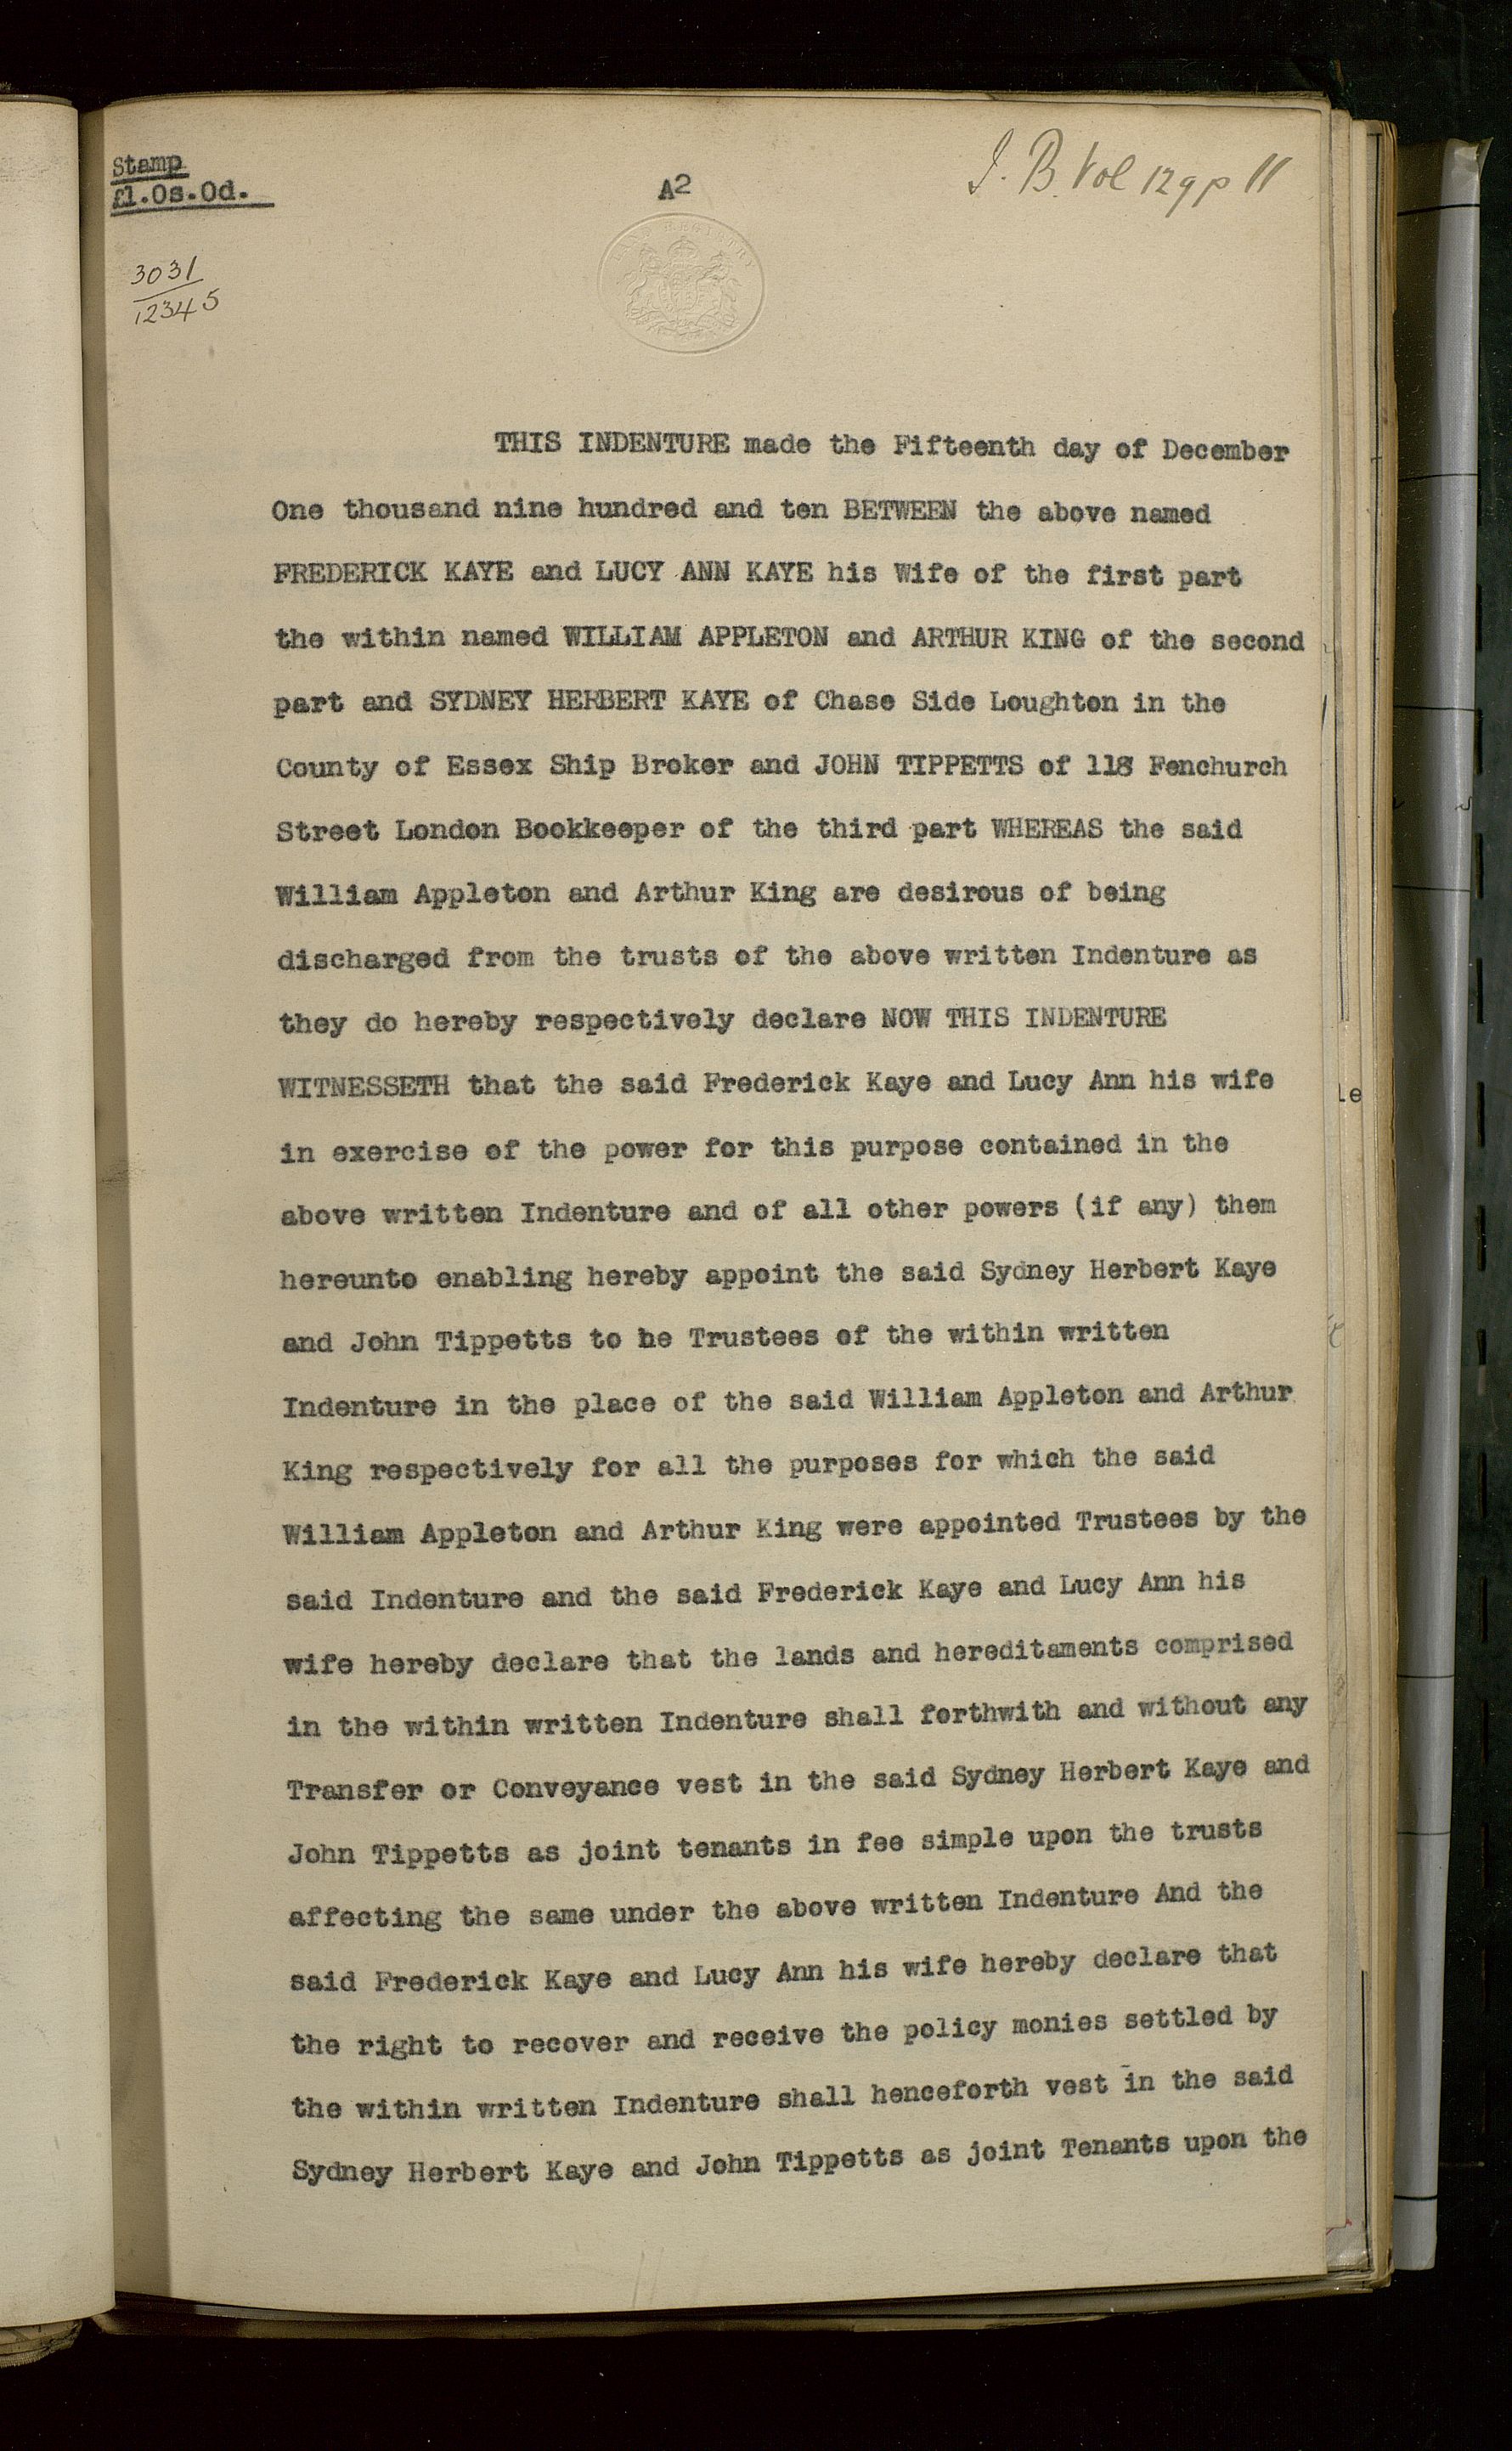 Stamp
£1.0s.0d.
A2
I. B. Vol 129 p 11
3031
12345
THIS INDENTURE made the Fifteenth day of December
One thousand nine hundred and ten BETWEEN the above named
FREDERICK KAYE and LUCY ANN KAYE his Wife of the first part
the within named WILLIAM APPLETON and ARTHUR KING of the second
part and SYDNEY HERBERT KAYE of Chase Side Loughton in the
County of Essex Ship Broker and JOHN TIPPETTS of 118 Fenchurch
Street London Bookkeeper of the third part WHEREAS the said
William Appleton and Arthur King are desirous of being
discharged from the trusts of the above written Indenture as
they do hereby respectively declare NOW THIS INDENTURE
WITNESSETH that the said Frederick Kaye and Lucy Ann his wife
in exercise of the power for this purpose contained in the
above written Indenture and of all other powers (if any) them
hereunto enabling hereby appoint the said Sydney Herbert Kaye
and John Tippetts to be Trustees of the within written
Indenture in the place of the said William Appleton and Arthur
King respectively for all the purposes for which the said
William Appleton and Arthur King were appointed Trustees by the
said Indenture and the said Frederick Kaye and Lucy Ann his
wife hereby declare that the lands and hereditaments comprised
in the within written Indenture shall forthwith and without any
Transfer or Conveyance vest in the said Sydney Herbert Kaye and
John Tippetts as joint tenants in fee simple upon the trusts
affecting the same under the above written Indenture And the
said Frederick Kaye and Lucy Ann his wife hereby declare that
the right to recover and receive the policy monies settled by
the within written Indenture shall henceforth vest in the said
Sydney Herbert Kaye and John Tippetts as joint Tenants upon the